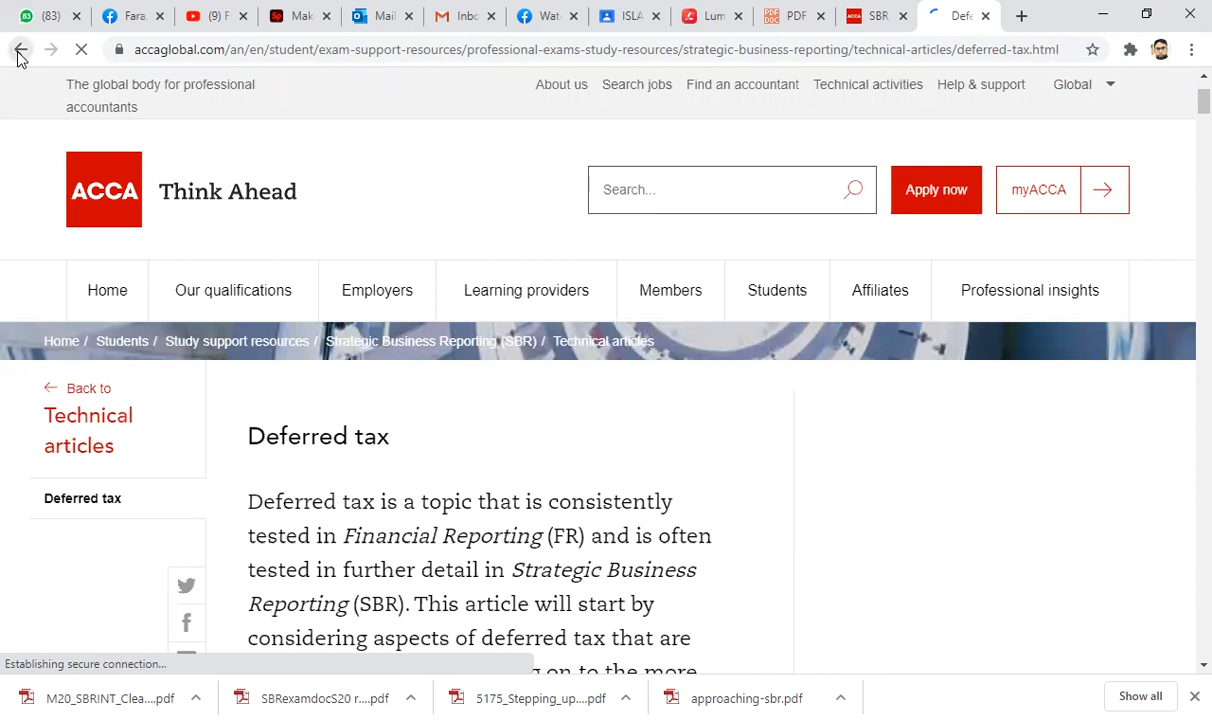 (83)
Fara.
(9) F
Mak
Mail
Inbo
Wat
ISLA
Lum
PDF
SBR
Defe
accaglobal.com/an/en/student/exam-support-resources/professional-exams-study-resources/strategic-business-reporting/technical-articles/deferred-tax.html
The global body for professional
accountants
About us
Search jobs
Find an accountant
Technical activities
Help & support
Global
ACCA
Think Ahead
Search...
Apply now
myACCA
Home
Our qualifications
Employers
Learning providers
Members
Students
Affiliates
Professional insights
Home / Students / Study support resources / Strategic Business Reporting (SBR) / Technical articles
Back to
Technical
articles
Deferred tax
Deferred tax
Deferred tax is a topic that is consistently
tested in Financial Reporting (FR) and is often
tested in further detail in Strategic Business
Reporting (SBR). This article will start by
considering aspects of deferred tax that are
on to the more
Establishing secure connection...
M20_SBRINT_Clea....pdf
SBRexamdocS20 r....pdf
5175_Stepping_up....pdf
approaching-sbr.pdf
Show all